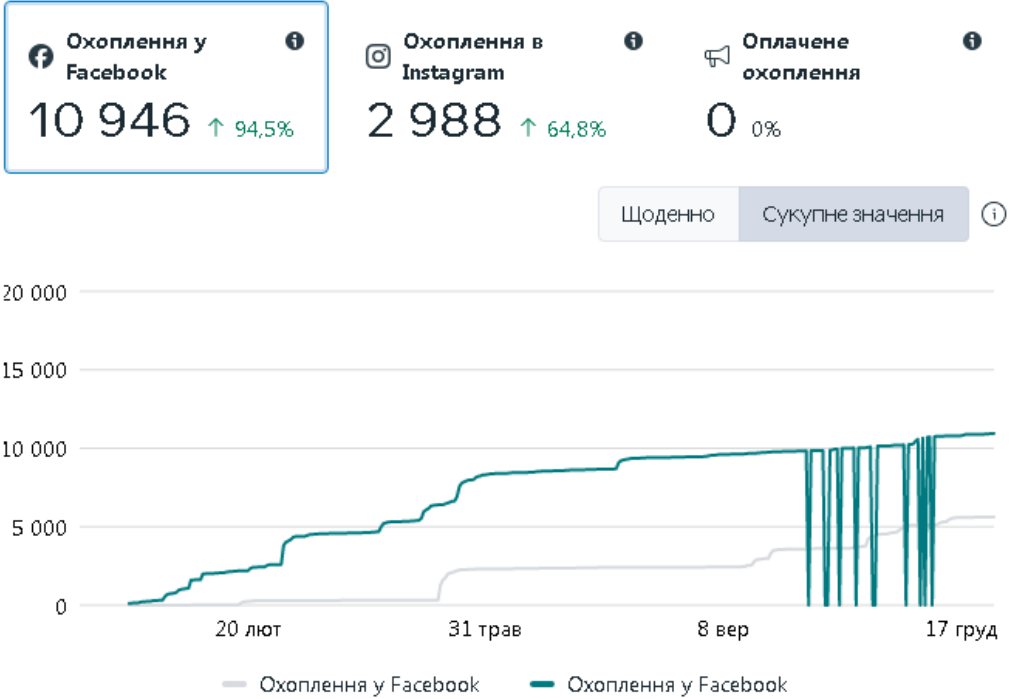 Охоплення у
Facebook
10 946 ↑ 94,5%
Охоплення в
Instagram
2 988 ↑ 64,8%
Оплачене
охоплення
0 0%
Щоденно
Сукупне значення
20 000
15 000
10 000
5 000
0
20 лют
31 трав
8 вер
17 груд
Охоплення у Facebook
Охоплення у Facebook